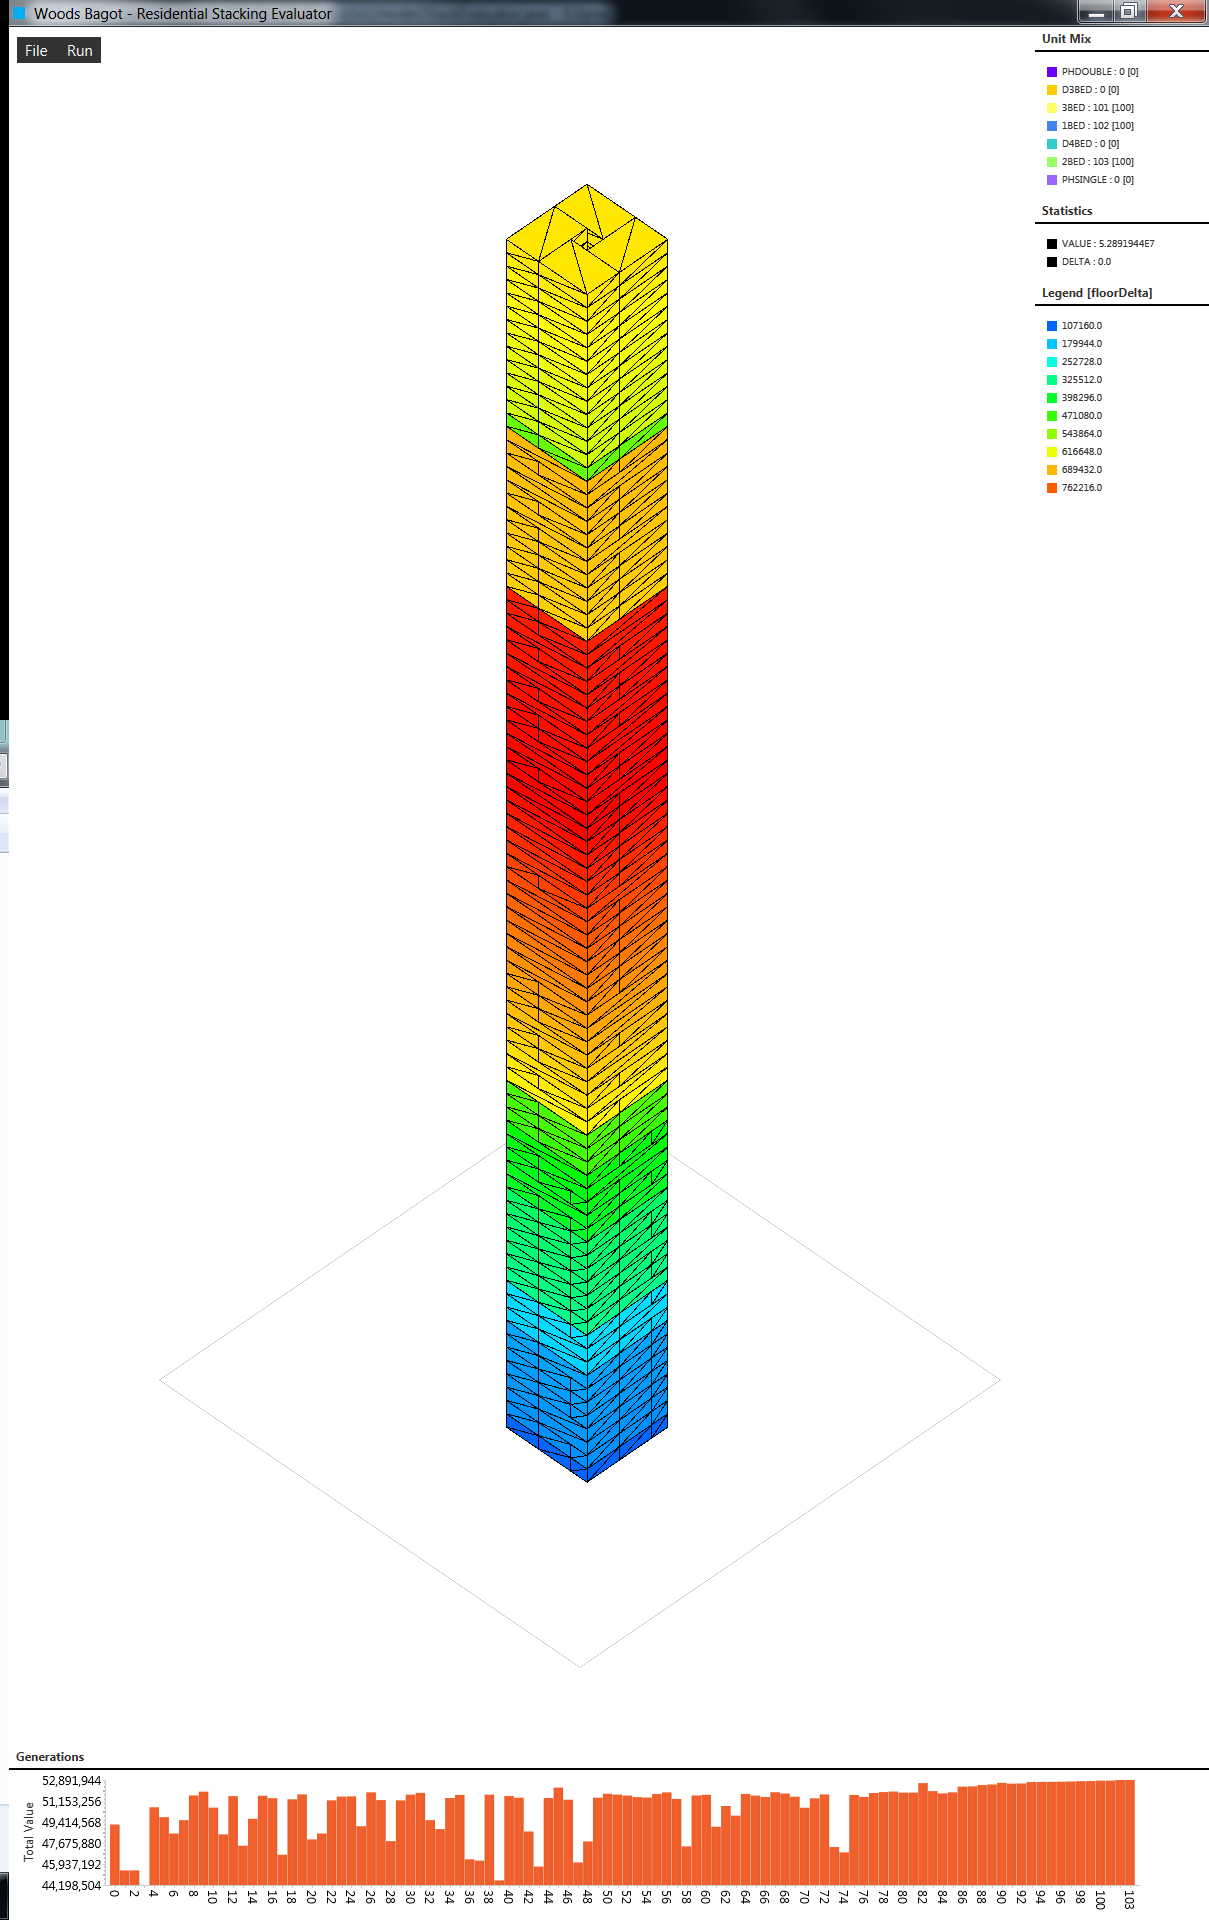 Woods Bagot - Residential Stacking Evaluator
File Run
Unit Mix
PHDOUBLE : 0 [0]
D3BED : 0 [0]
3BED : 101 [100]
1BED : 102 [100]
D4BED : 0 [0]
2BED : 103 [100]
PHSINGLE : 0 [0]
Statistics
VALUE : 5.2891944E7
DELTA : 0.0
Legend [floorDelta]
107160.0
179944.0
252728.0
325512.0
398296.0
471080.0
543864.0
616648.0
689432.0
762216.0
Generations
Total Value
52,891,944
51,153,256
49,414,568
47,675,880
45,937,192
44,198,504
0 2 4 6 8 10 12 14 16 18 20 22 24 26 28 30 32 34 36 38 40 42 44 46 48 50 52 54 56 58 60 62 64 66 68 70 72 74 76 78 80 82 84 86 88 90 92 94 96 98 100 103